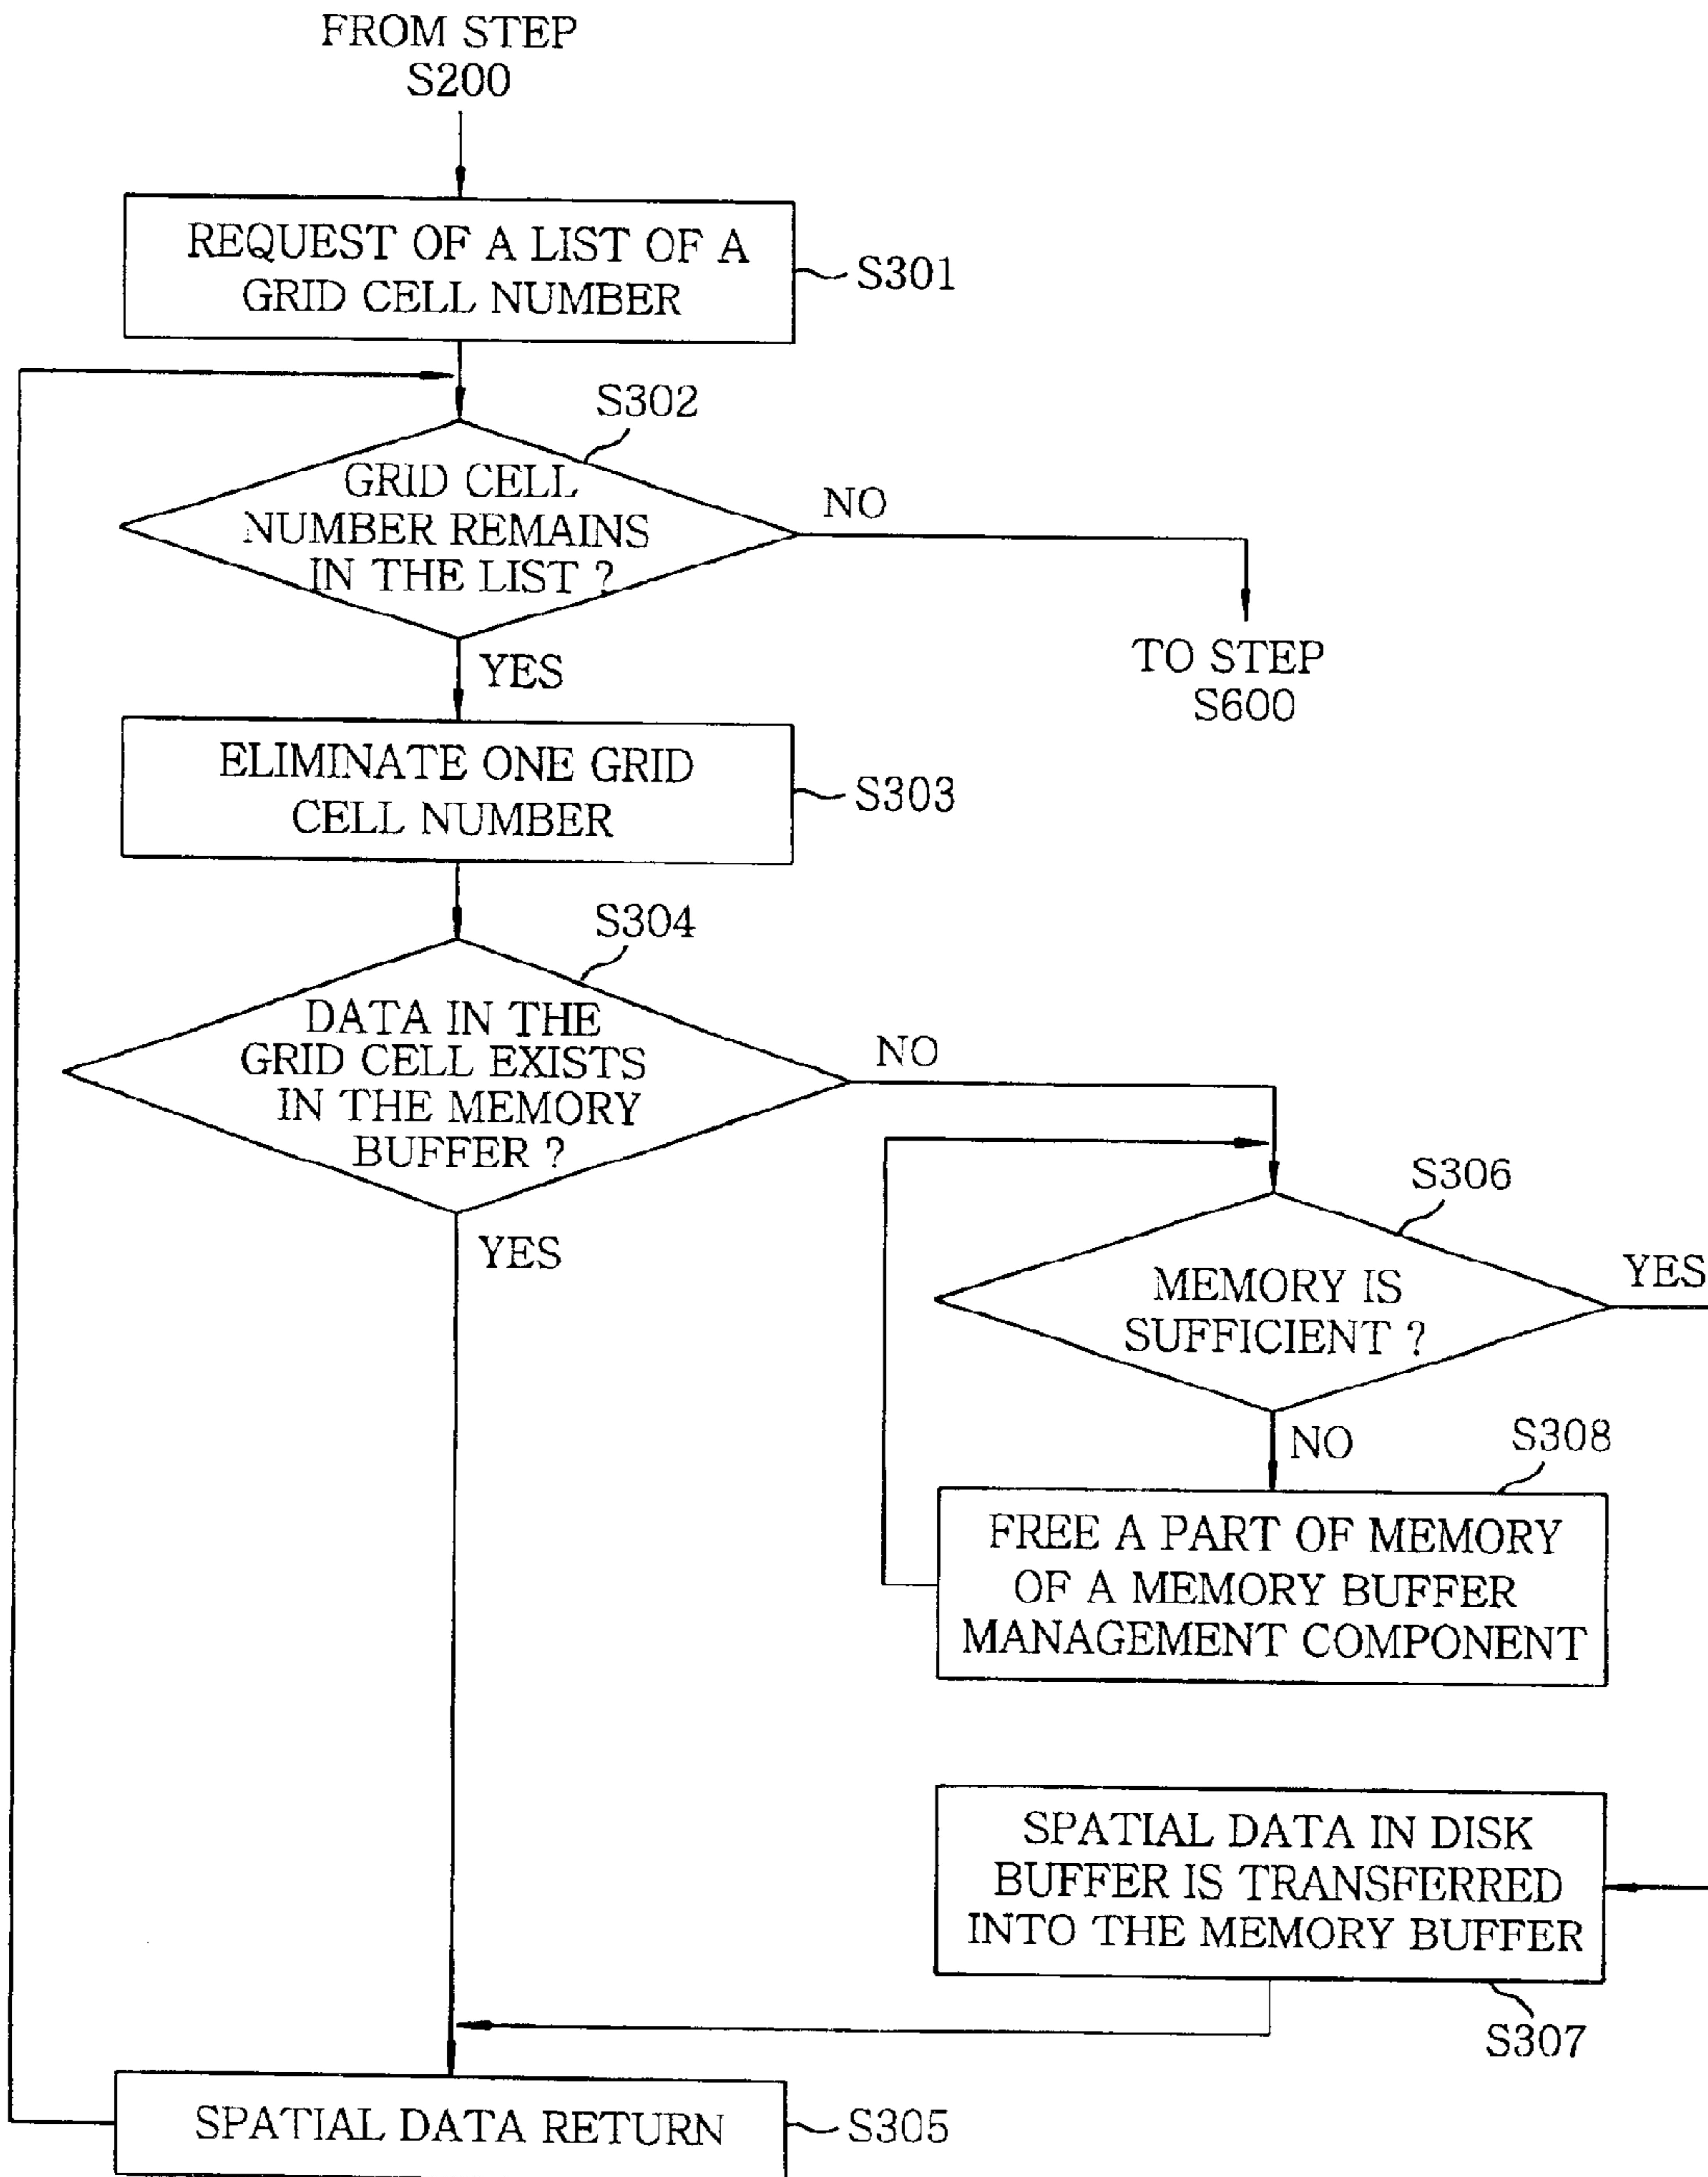 FROM STEP
S200
REQUEST OF A LIST OF A
GRID CELL NUMBER
S301
S302
GRID CELL
NUMBER REMAINS
IN THE LIST ?
NO
TO STEP
S600
YES
ELIMINATE ONE GRID
CELL NUMBER
S303
S304
DATA IN THE
GRID CELL EXISTS
IN THE MEMORY
BUFFER ?
NO
YES
S306
MEMORY IS
SUFFICIENT ?
YES
NO
S308
FREE A PART OF MEMORY
OF A MEMORY BUFFER
MANAGEMENT COMPONENT
SPATIAL DATA IN DISK
BUFFER IS TRANSFERRED
INTO THE MEMORY BUFFER
S307
SPATIAL DATA RETURN
S305